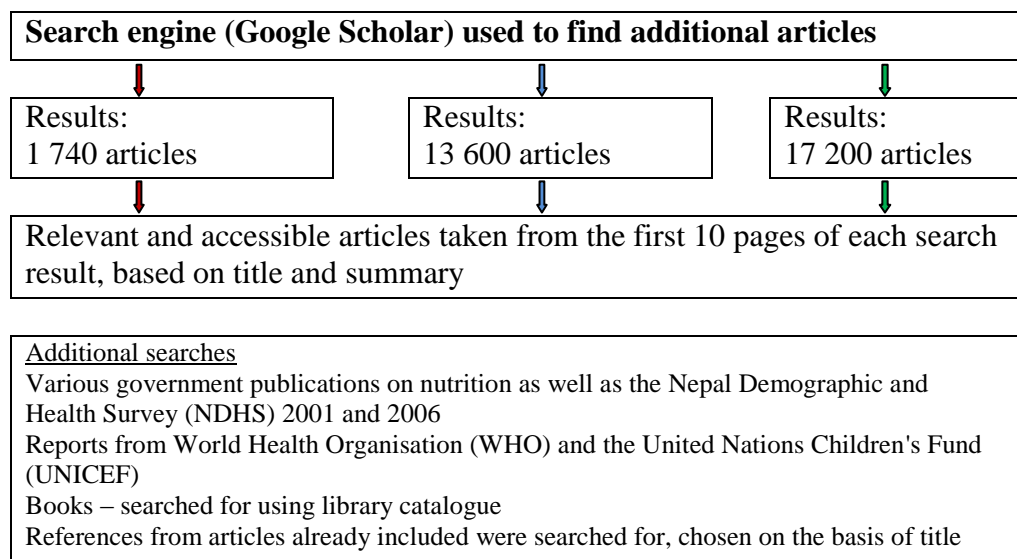 Search engine (Google Scholar) used to find additional articles
Results:
1 740 articles
Results:
13 600 articles
Results:
17 200 articles
Relevant and accessible articles taken from the first 10 pages of each search
result, based on title and summary
Additional searches
Various government publications on nutrition as well as the Nepal Demographic and
Health Survey (NDHS) 2001 and 2006
Reports from World Health Organisation (WHO) and the United Nations Children's Fund
(UNICEF)
Books – searched for using library catalogue
References from articles already included were searched for, chosen on the basis of title